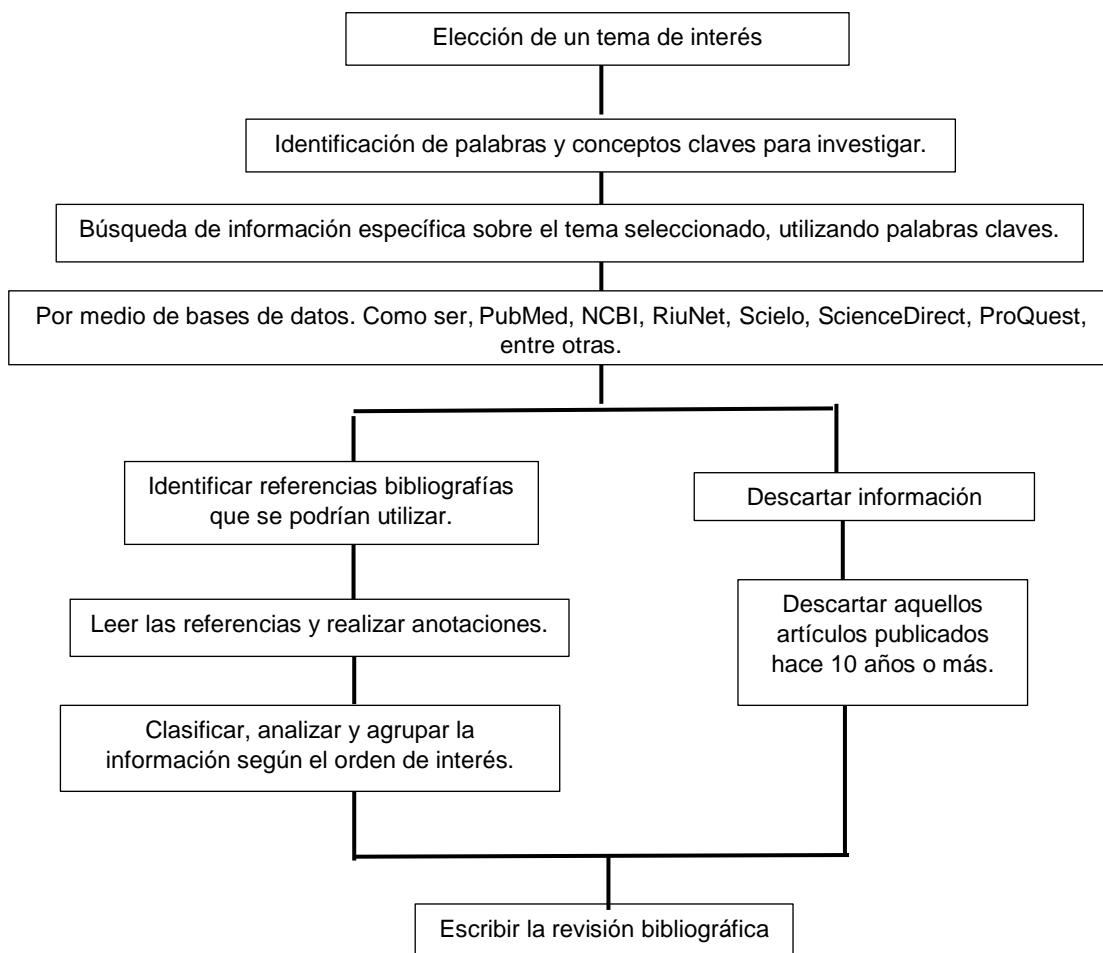 Elección de un tema de interés
Identificación de palabras y conceptos claves para investigar.
Búsqueda de información específica sobre el tema seleccionado, utilizando palabras claves.
Por medio de bases de datos. Como ser, PubMed, NCBI, RiuNet, Scielo, ScienceDirect, ProQuest,
entre otras.
Identificar referencias bibliografías
que se podrían utilizar.
Leer las referencias y realizar anotaciones.
Clasificar, analizar y agrupar la
información según el orden de interés.
Descartar información
Descartar aquellos
artículos publicados
hace 10 años o más.
Escribir la revisión bibliográfica